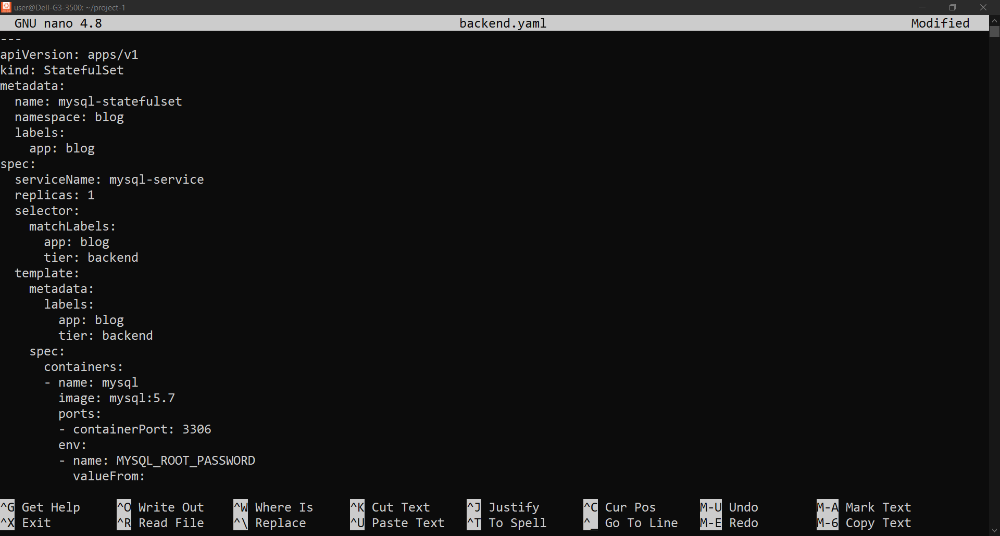 user@Dell-G3-3500: ~/project-1
GNU nano 4.8 backend.yaml Modified
---
apiVersion: apps/v1
kind: StatefulSet
metadata:
  name: mysql-statefulset
  namespace: blog
  labels:
    app: blog
spec:
  serviceName: mysql-service
  replicas: 1
  selector:
    matchLabels:
      app: blog
      tier: backend
  template:
    metadata:
      labels:
        app: blog
        tier: backend
    spec:
      containers:
      - name: mysql
        image: mysql:5.7
        ports:
        - containerPort: 3306
        env:
        - name: MYSQL_ROOT_PASSWORD
          valueFrom:
^G Get Help ^O Write Out ^W Where Is ^K Cut Text ^J Justify ^C Cur Pos M-U Undo M-A Mark Text
^X Exit ^R Read File ^\ Replace ^U Paste Text ^T To Spell ^_ Go To Line M-E Redo M-6 Copy Text